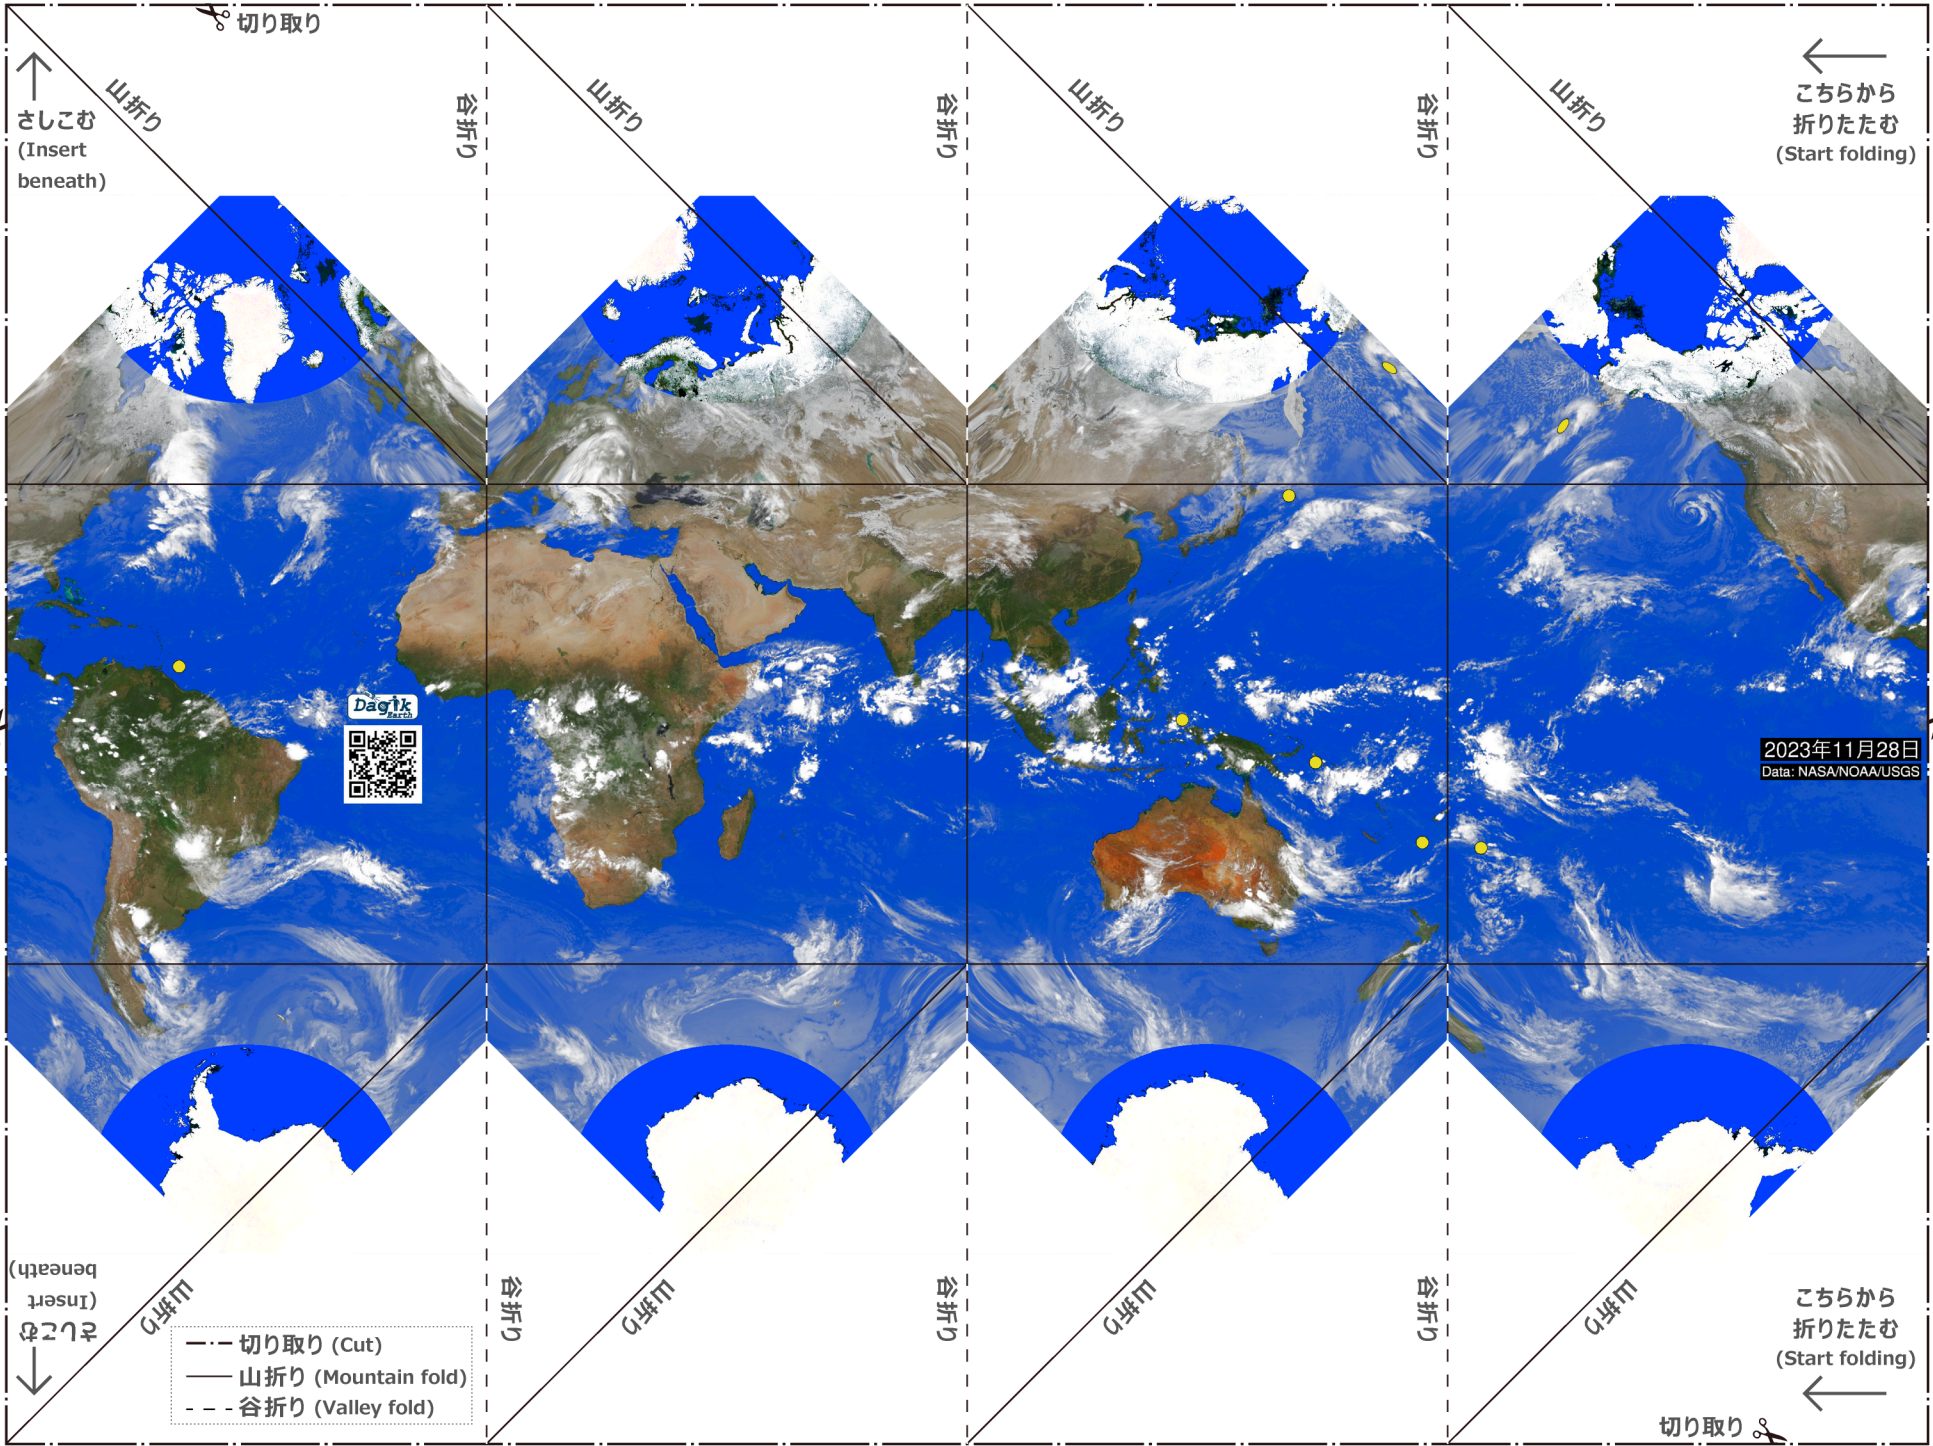 切り取り
さしこむ
(Insert
beneath)
山折り
谷折り
山折り
谷折り
山折り
谷折り
山折り
こちらから
折りたたむ
(Start folding)
Dagik
Earth
2023年11月28日
Data: NASA/NOAA/USGS
さしこむ
(Insert
beneath)
山折り
谷折り
山折り
谷折り
山折り
谷折り
山折り
こちらから
折りたたむ
(Start folding)
切り取り (Cut)
山折り (Mountain fold)
谷折り (Valley fold)
切り取り